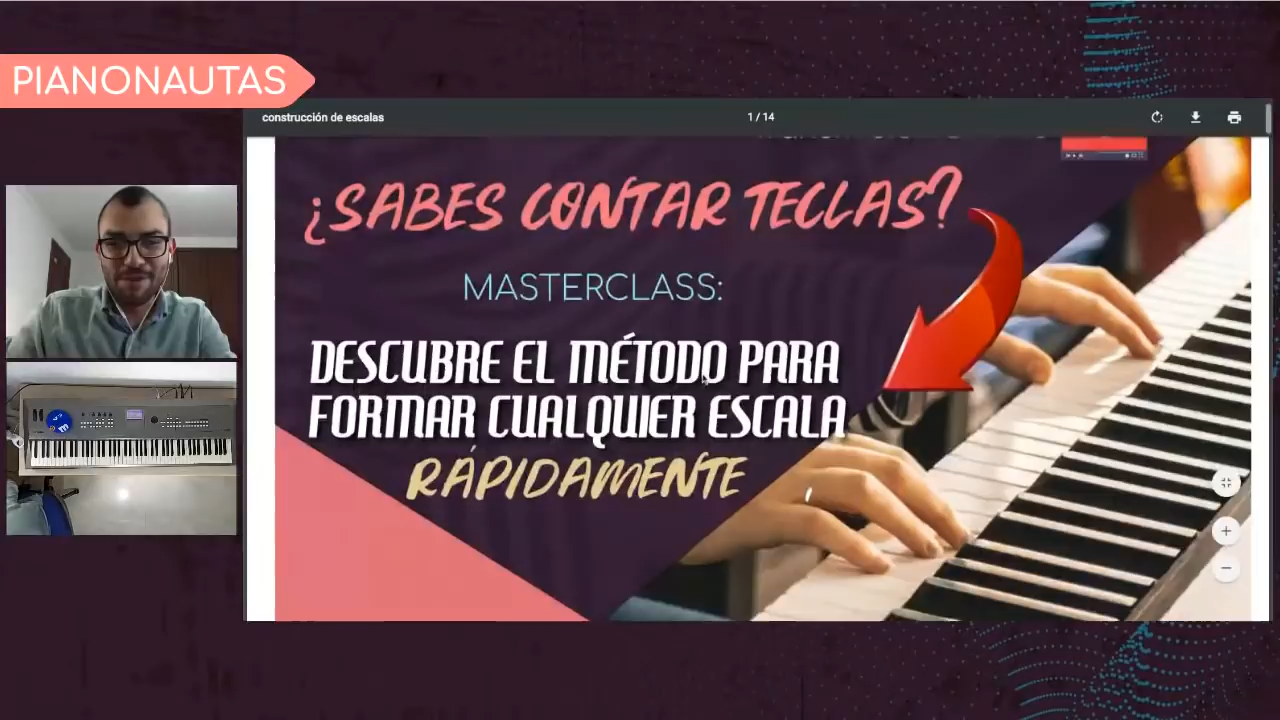 PIANONAUTAS
construcción de escalas
1 / 14
¿SABES CONTAR TECLAS?
MASTERCLASS:
DESCUBRE EL MÉTODO PARA
FORMAR CUALQUIER ESCALA
RÁPIDAMENTE